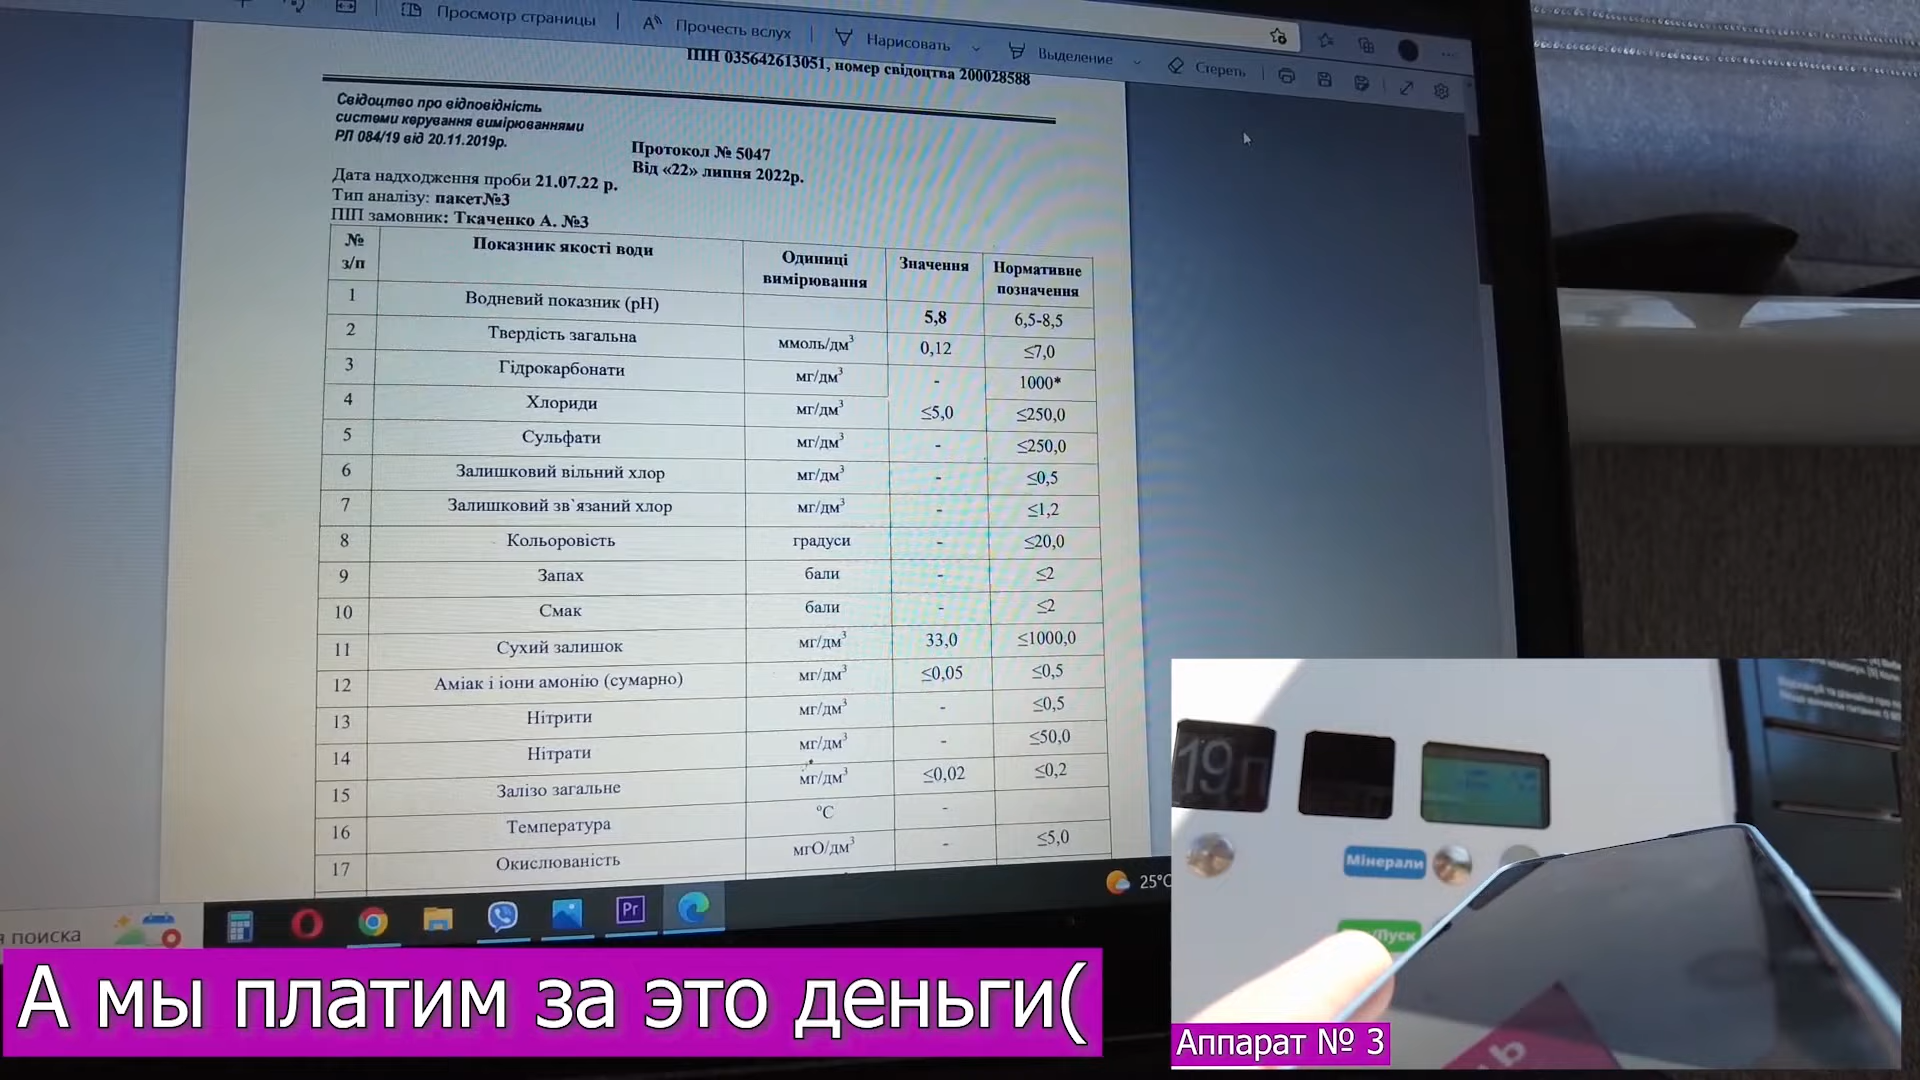 Просмотр страницы
Прочесть вслух
Нарисовать
Выделение
Стереть
ІПН 035642613051, номер свідоцтва 200028588
Свідоцтво про відповідність
системи керування вимірюваннями
РЛ 084/19 від 20.11.2019р.
Протокол № 5047
Від «22» липня 2022р.
Дата надходження проби 21.07.22 р.
Тип аналізу: пакет№3
ПІП замовник: Ткаченко А. №3
№ з/п Показник якості води Одиниці вимірювання Значення Нормативне позначення
1 Водневий показник (pH) 5,8 6,5-8,5
2 Твердість загальна ммоль/дм³ 0,12 ≤7,0
3 Гідрокарбонати мг/дм³ - 1000*
4 Хлориди мг/дм³ ≤5,0 ≤250,0
5 Сульфати мг/дм³ - ≤250,0
6 Залишковий вільний хлор мг/дм³ - ≤0,5
7 Залишковий зв`язаний хлор мг/дм³ - ≤1,2
8 Кольоровість градуси - ≤20,0
9 Запах бали - ≤2
10 Смак бали - ≤2
11 Сухий залишок мг/дм³ 33,0 ≤1000,0
12 Аміак і іони амонію (сумарно) мг/дм³ ≤0,05 ≤0,5
13 Нітрити мг/дм³ - ≤0,5
14 Нітрати мг/дм³ - ≤50,0
15 Залізо загальне мг/дм³ ≤0,02 ≤0,2
16 Температура °C -
17 Окислюваність мгО/дм³ - ≤5,0
поиска
Pr
25°C
А мы платим за это деньги(
19л
Мінерали
/Пуск
Аппарат № 3